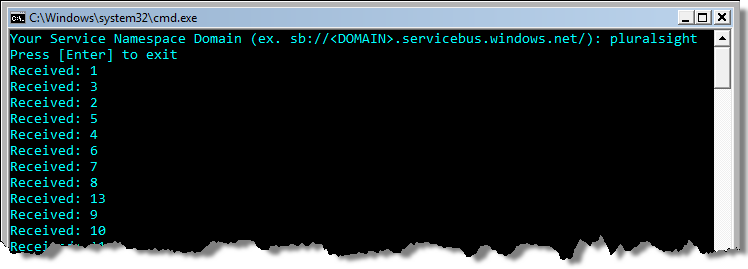 C:\Windows\system32\cmd.exe
Your Service Namespace Domain (ex. sb://<DOMAIN>.servicebus.windows.net/): pluralsight
Press [Enter] to exit
Received: 1
Received: 3
Received: 2
Received: 5
Received: 4
Received: 6
Received: 7
Received: 8
Received: 13
Received: 9
Received: 10
Received: